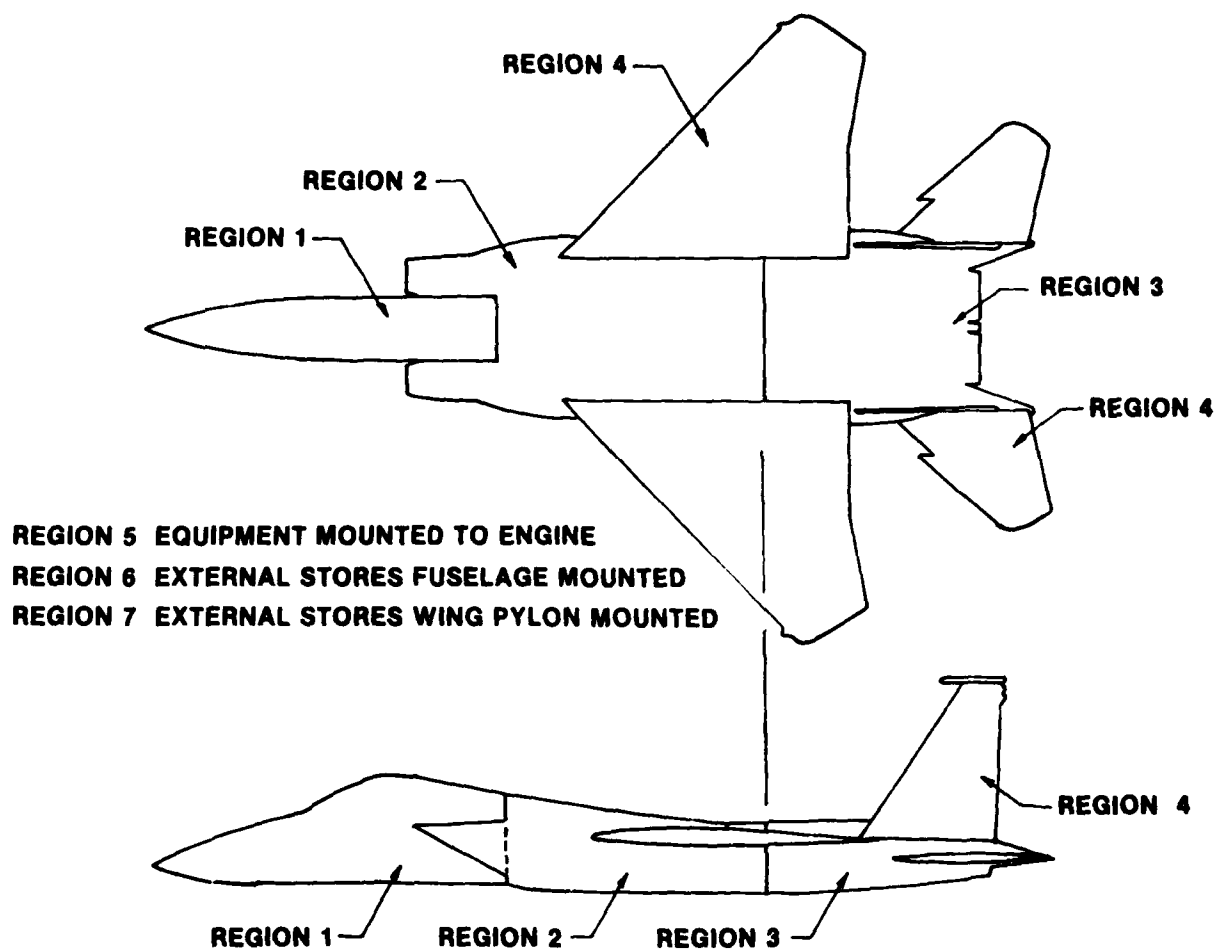 REGION 4
REGION 2
REGION 1
REGION 3
REGION 4
REGION 5 EQUIPMENT MOUNTED TO ENGINE
REGION 6 EXTERNAL STORES FUSELAGE MOUNTED
REGION 7 EXTERNAL STORES WING PYLON MOUNTED
REGION 4
REGION 1
REGION 2
REGION 3